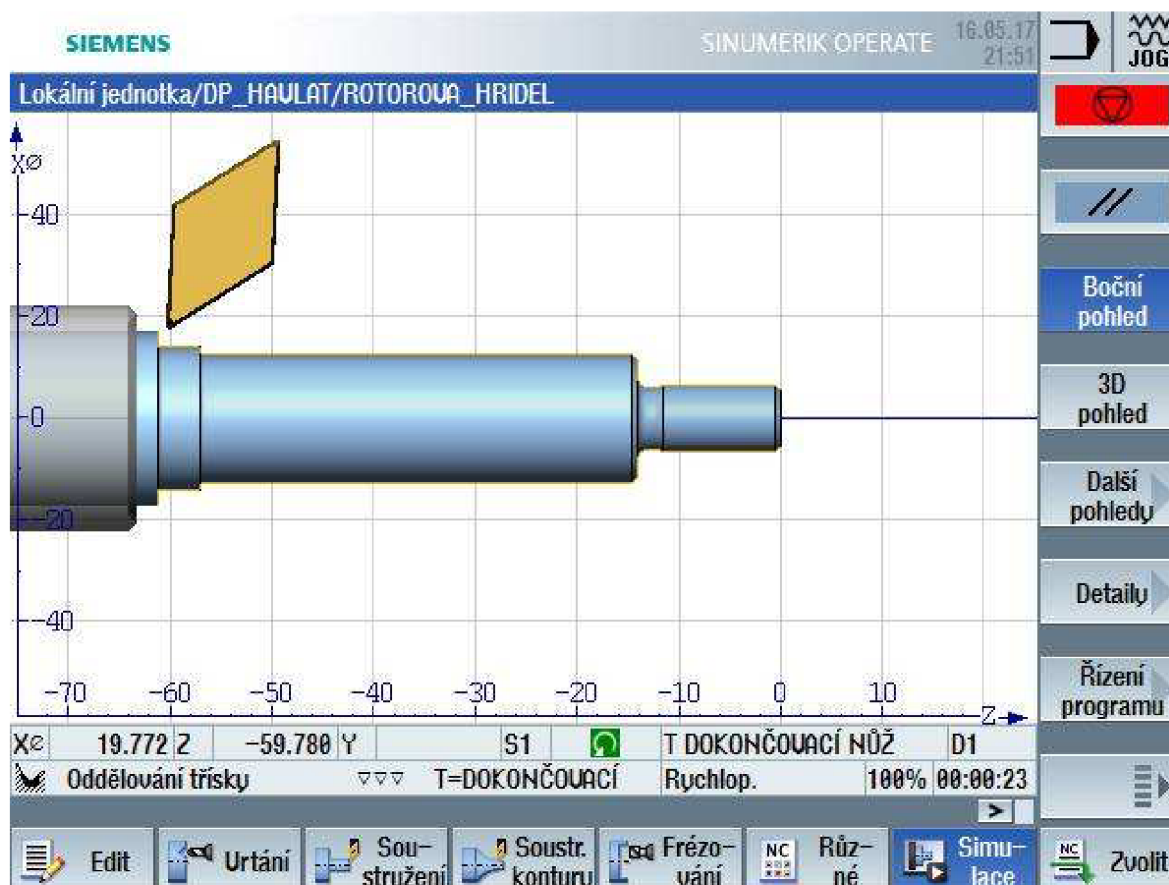 SIEMENS
SINUMERIK OPERATE
16.05.17
21:51
JOG
Lokální jednotka/DP_HAVLAT/ROTOROVA_HRIDEL
X∅
40
20
0
-20
-40
-70 -60 -50 -40 -30 -20 -10 0 10
Z
Boční
pohled
3D
pohled
Další
pohledy
Detaily
Řízení
programu
X∅ 19.772 Z -59.780 Y S1 T DOKONČOVACÍ NŮŽ D1
Oddělování třísky ▽▽▽ T=DOKONČOVACÍ Rychlop. 100% 00:00:23
>
Edit
Vrtání
Sou-
stružení
Soustr.
kontury
Frézo-
vání
NC
Růz-
né
Simu-
lace
NC
Zvolit